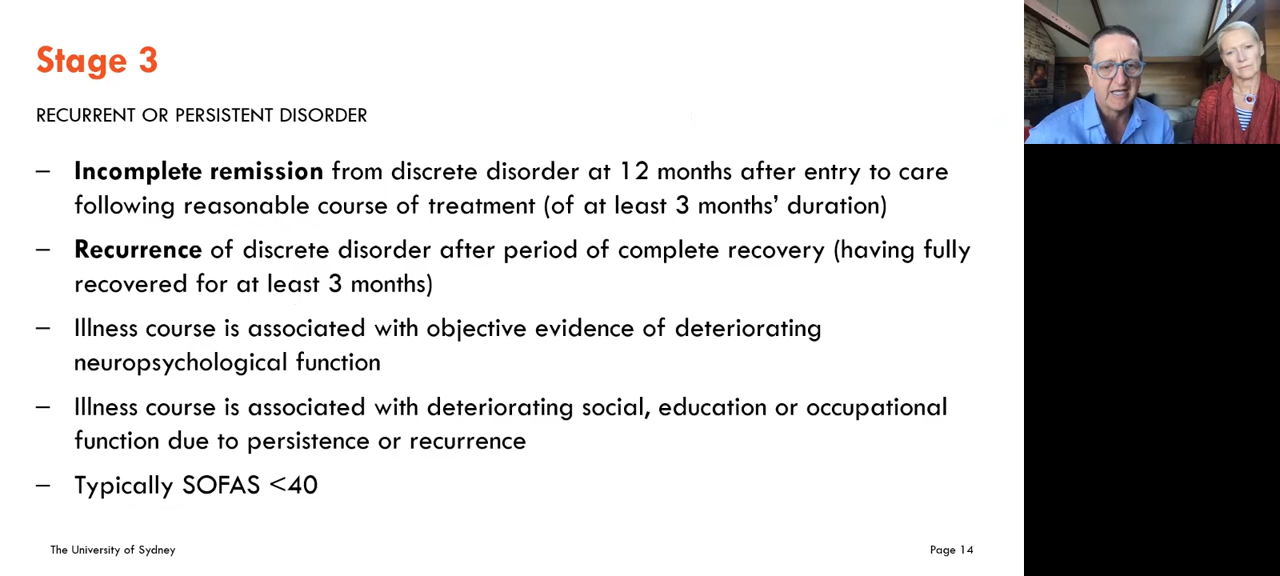 Stage 3
RECURRENT OR PERSISTENT DISORDER
– Incomplete remission from discrete disorder at 12 months after entry to care
following reasonable course of treatment (of at least 3 months’ duration)
– Recurrence of discrete disorder after period of complete recovery (having fully
recovered for at least 3 months)
– Illness course is associated with objective evidence of deteriorating
neuropsychological function
– Illness course is associated with deteriorating social, education or occupational
function due to persistence or recurrence
– Typically SOFAS <40
The University of Sydney
Page 14